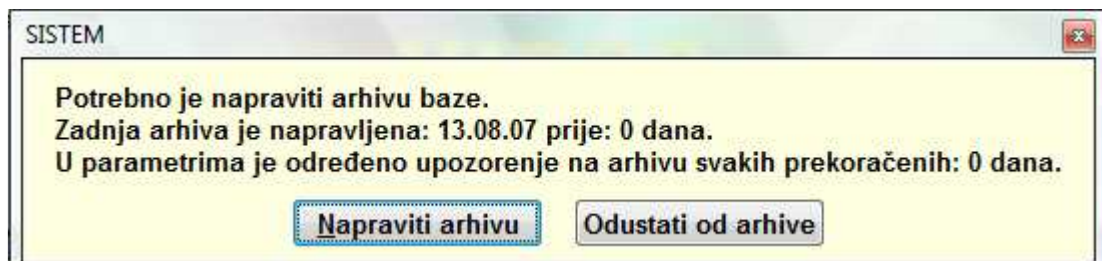 SISTEM
Potrebno je napraviti arhivu baze.
Zadnja arhiva je napravljena: 13.08.07 prije: 0 dana.
U parametrima je određeno upozorenje na arhivu svakih prekoračenih: 0 dana.
Napraviti arhivu Odustati od arhive